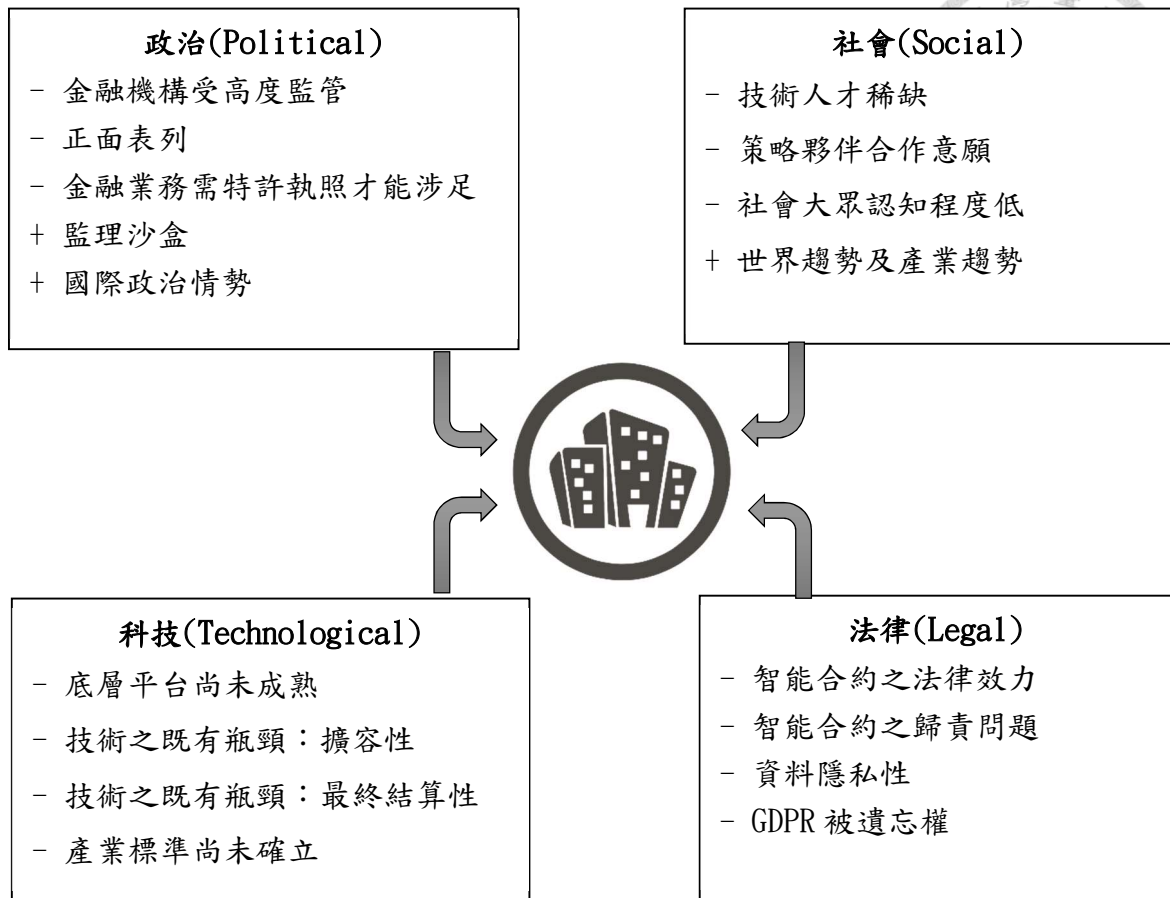 政治(Political)
- 金融機構受高度監管
- 正面表列
- 金融業務需特許執照才能涉足
+ 監理沙盒
+ 國際政治情勢
社會(Social)
- 技術人才稀缺
- 策略夥伴合作意願
- 社會大眾認知程度低
+ 世界趨勢及產業趨勢
科技(Technological)
- 底層平台尚未成熟
- 技術之既有瓶頸：擴容性
- 技術之既有瓶頸：最終結算性
- 產業標準尚未確立
法律(Legal)
- 智能合約之法律效力
- 智能合約之歸責問題
- 資料隱私性
- GDPR 被遺忘權